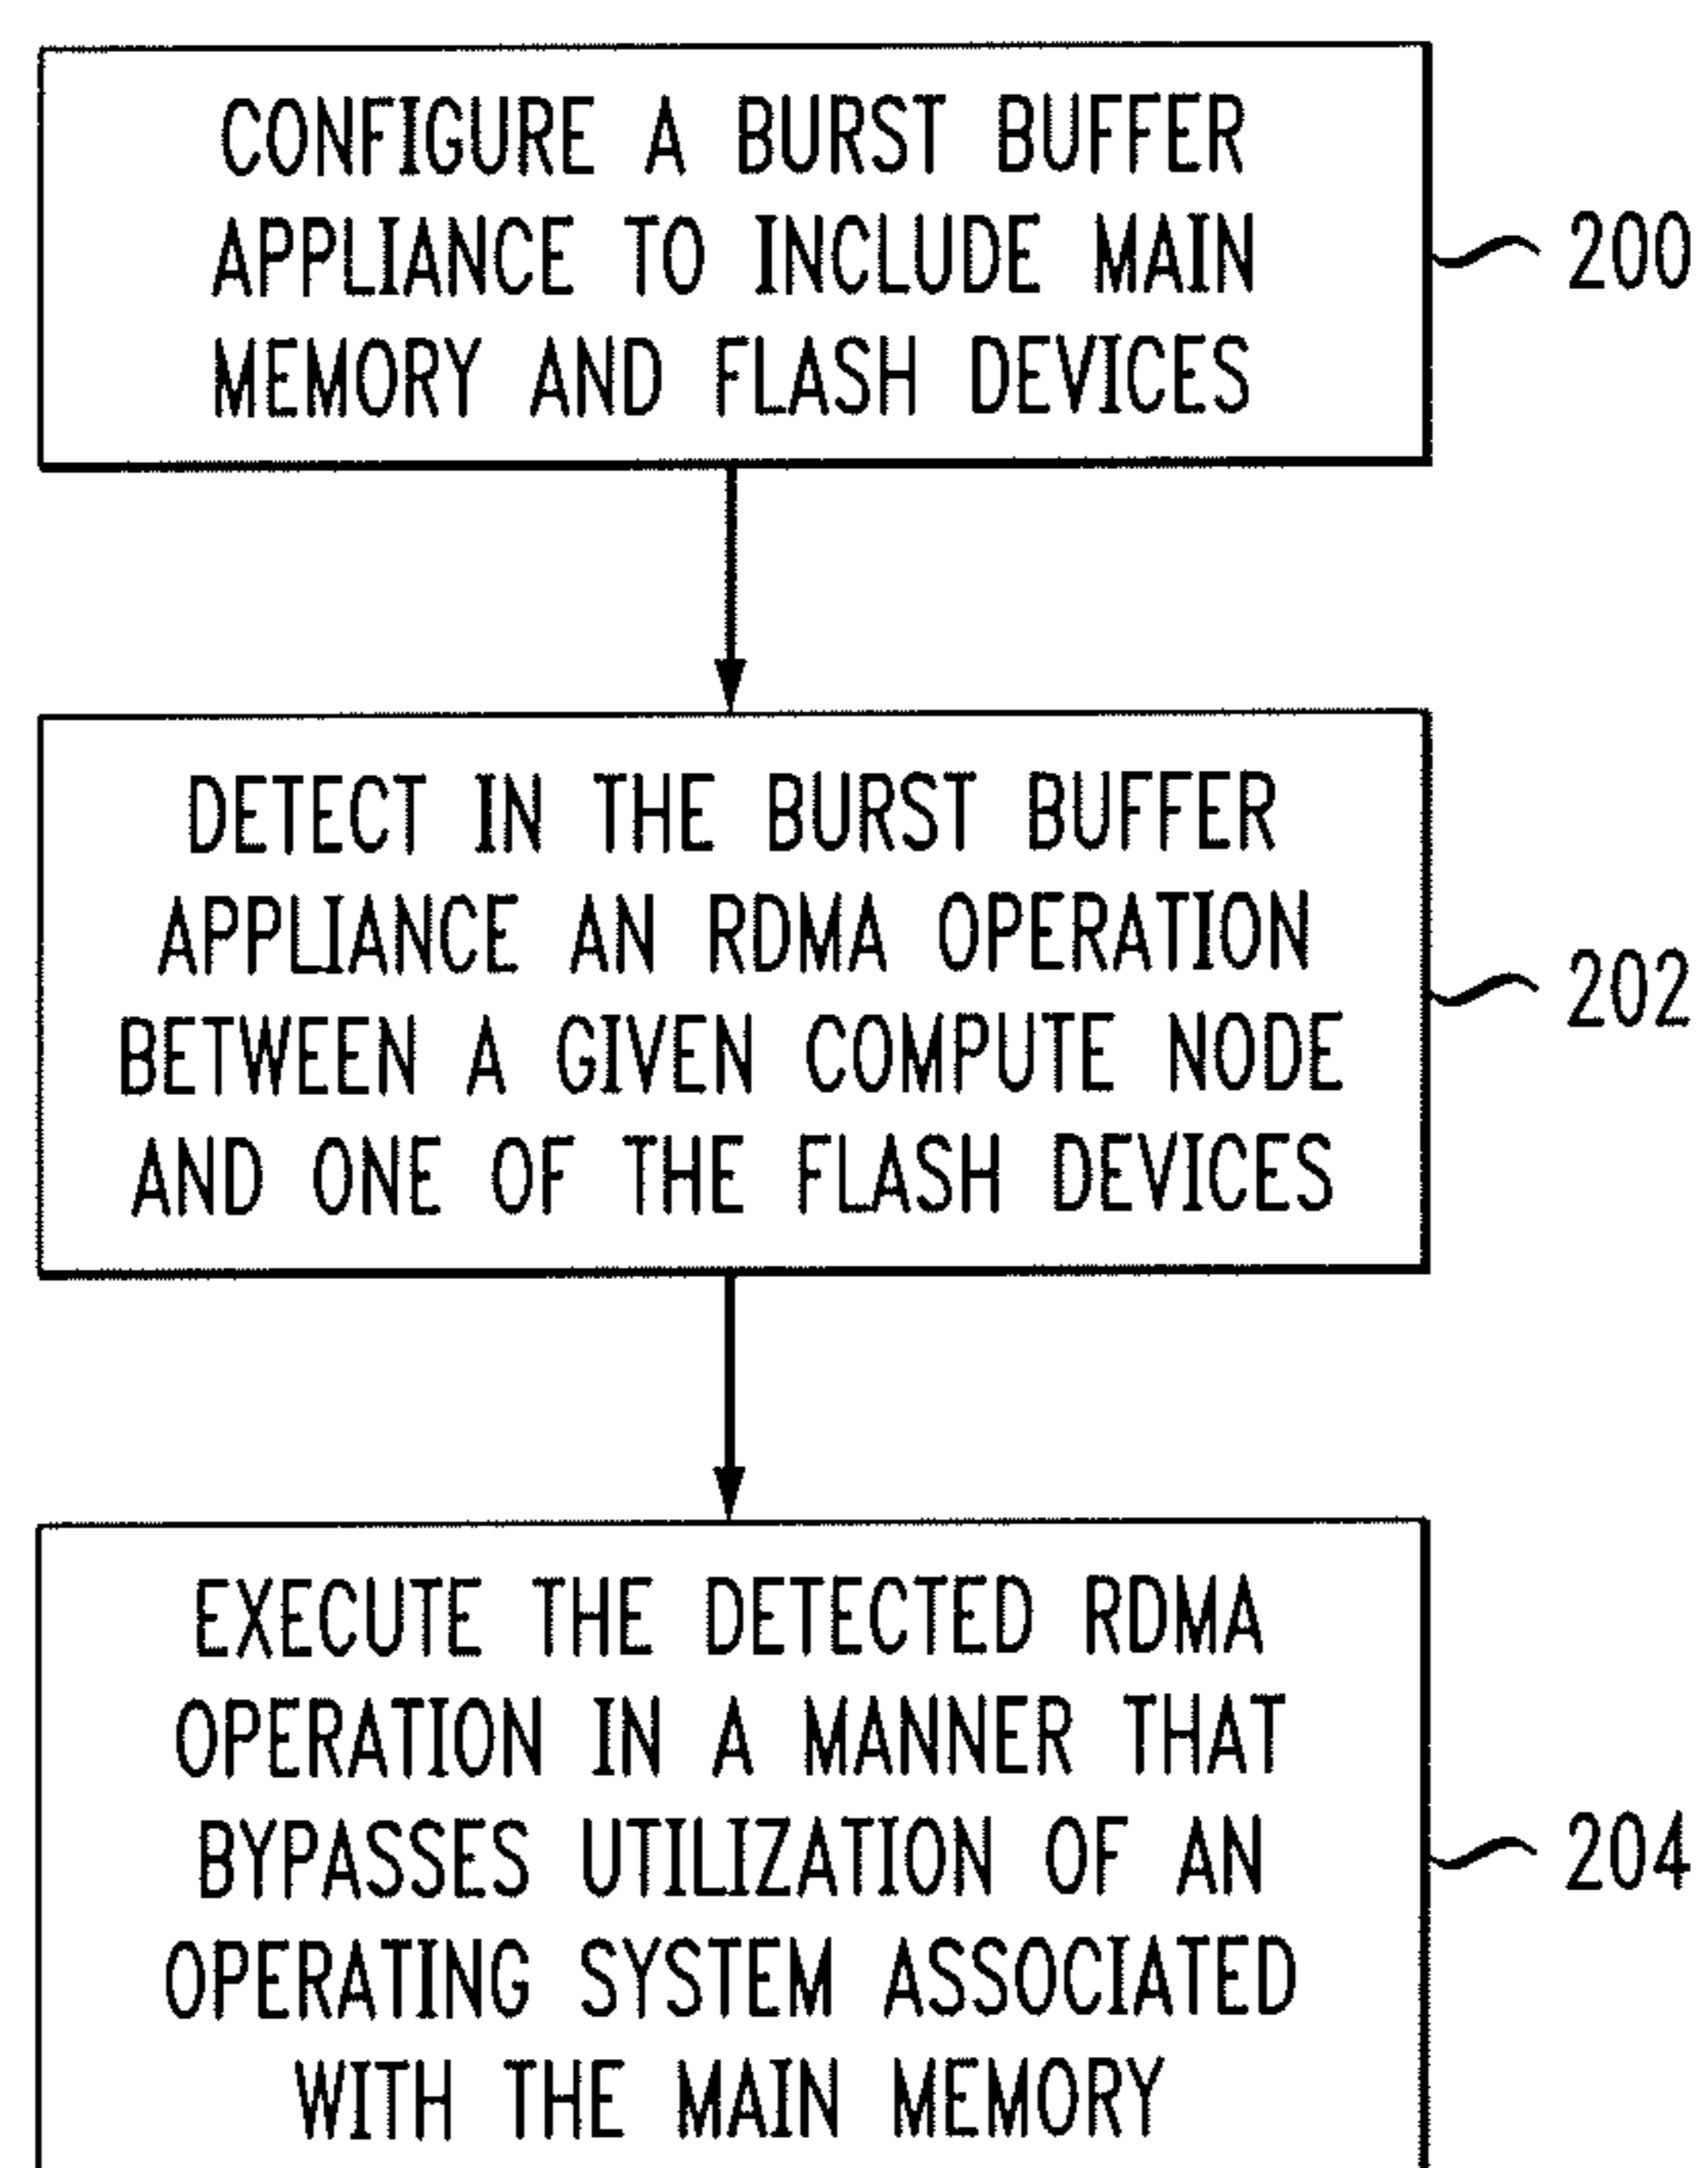 CONFIGURE A BURST BUFFER
APPLIANCE TO INCLUDE MAIN
MEMORY AND FLASH DEVICES
200
DETECT IN THE BURST BUFFER
APPLIANCE AN RDMA OPERATION
BETWEEN A GIVEN COMPUTE NODE
AND ONE OF THE FLASH DEVICES
202
EXECUTE THE DETECTED RDMA
OPERATION IN A MANNER THAT
BYPASSES UTILIZATION OF AN
OPERATING SYSTEM ASSOCIATED
WITH THE MAIN MEMORY
204